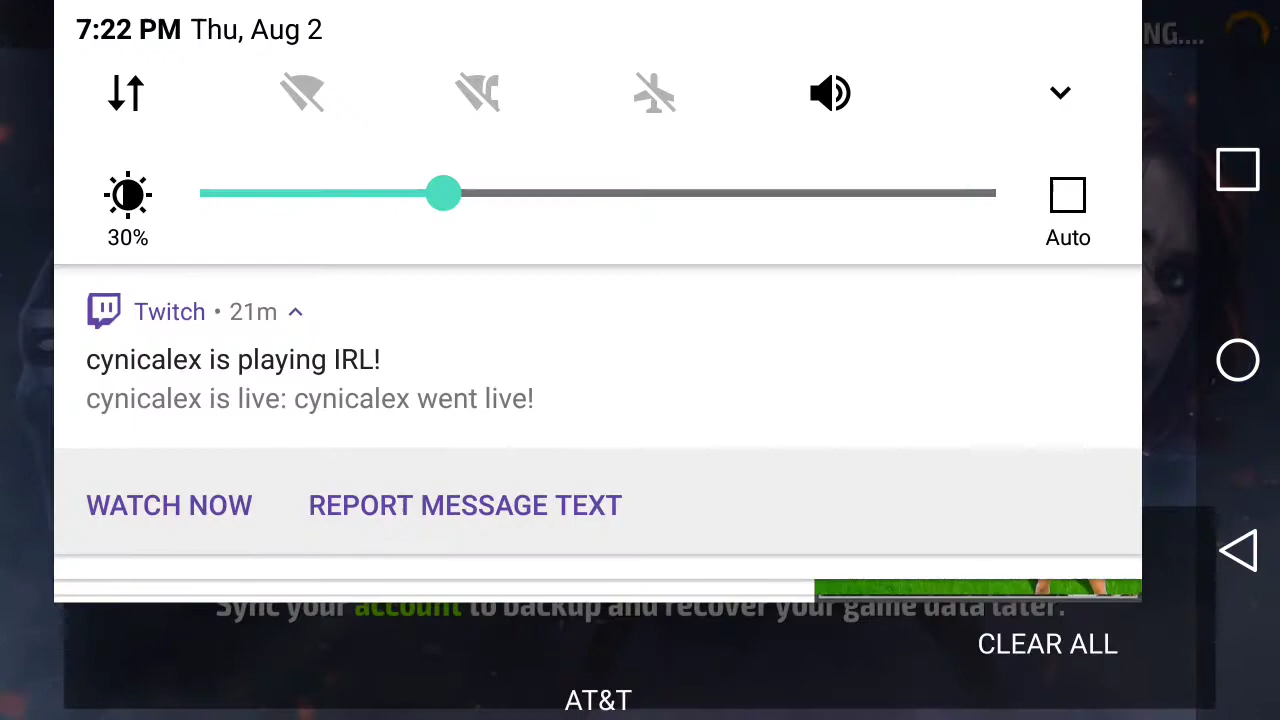 7:22 PM Thu, Aug 2
NG....
30%
Auto
Twitch • 21m
cynicalex is playing IRL!
cynicalex is live: cynicalex went live!
WATCH NOW REPORT MESSAGE TEXT
Sync your account to backup and recover your game data later.
CLEAR ALL
AT&T